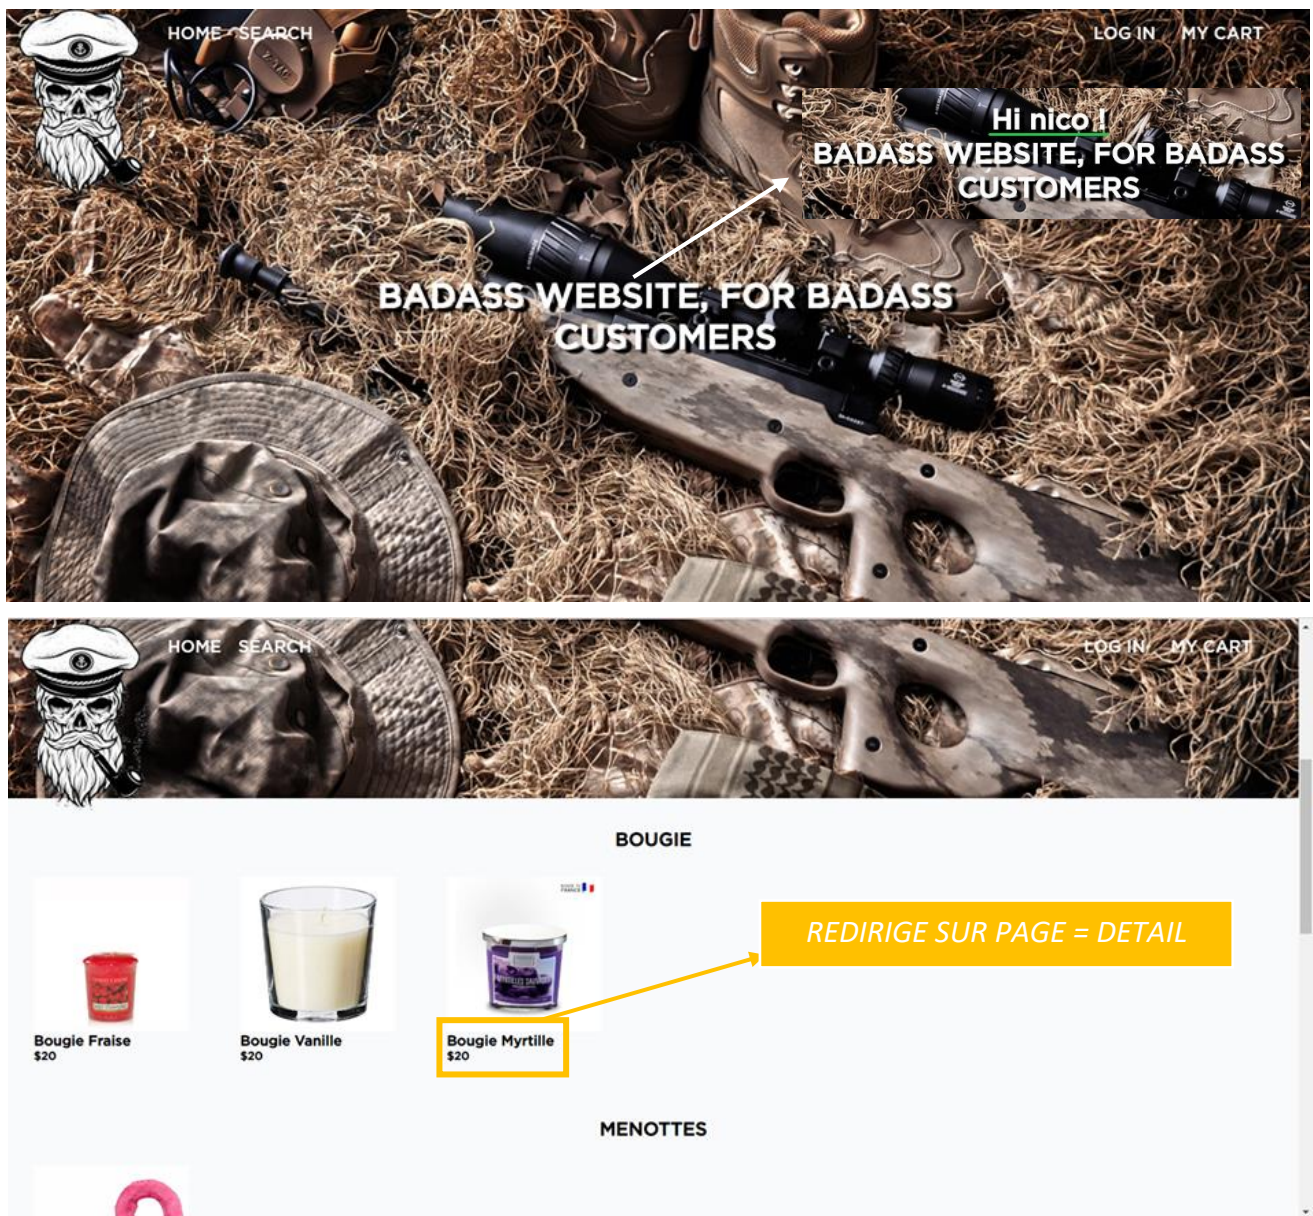 HOME SEARCH
LOG IN MY CART
Hi nico !
BADASS WEBSITE, FOR BADASS
CUSTOMERS
BADASS WEBSITE, FOR BADASS
CUSTOMERS
HOME SEARCH
LOG IN MY CART
BOUGIE
REDIRIGE SUR PAGE = DETAIL
Bougie Fraise
$20
Bougie Vanille
$20
Bougie Myrtille
$20
MENOTTES